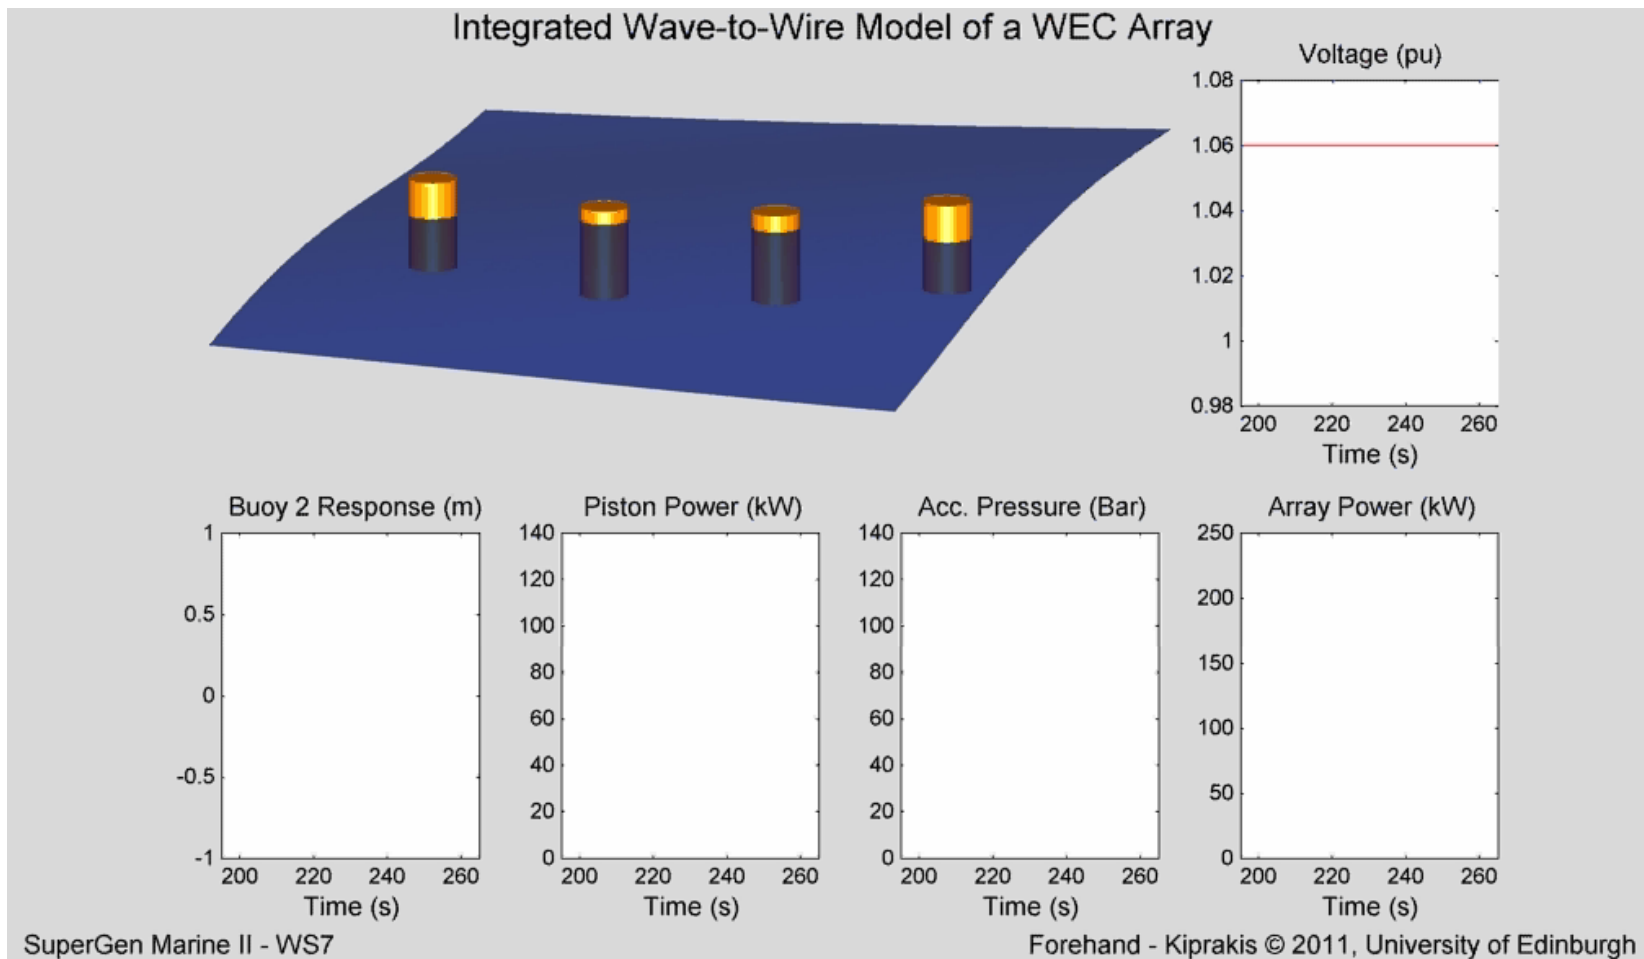 Integrated Wave-to-Wire Model of a WEC Array
Voltage (pu)
1.08
1.06
1.04
1.02
1
0.98
200 220 240 260
Time (s)
Buoy 2 Response (m)
1
0.5
0
-0.5
-1
200 220 240 260
Time (s)
Piston Power (kW)
140
120
100
80
60
40
20
0
200 220 240 260
Time (s)
Acc. Pressure (Bar)
140
120
100
80
60
40
20
0
200 220 240 260
Time (s)
Array Power (kW)
250
200
150
100
50
0
200 220 240 260
Time (s)
SuperGen Marine II - WS7
Forehand - Kiprakis © 2011, University of Edinburgh